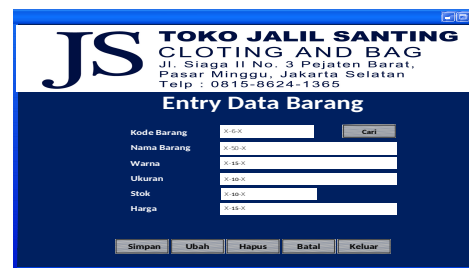 JS
TOKO JALIL SANTING
CLOTING AND BAG
Jl. Siaga II No. 3 Pejaten Barat,
Pasar Minggu, Jakarta Selatan
Telp : 0815-8624-1365
Entry Data Barang
Kode Barang X-6-X Cari
Nama Barang X-50-X
Warna X-15-X
Ukuran X-10-X
Stok X-10-X
Harga X-15-X
Simpan Ubah Hapus Batal Keluar